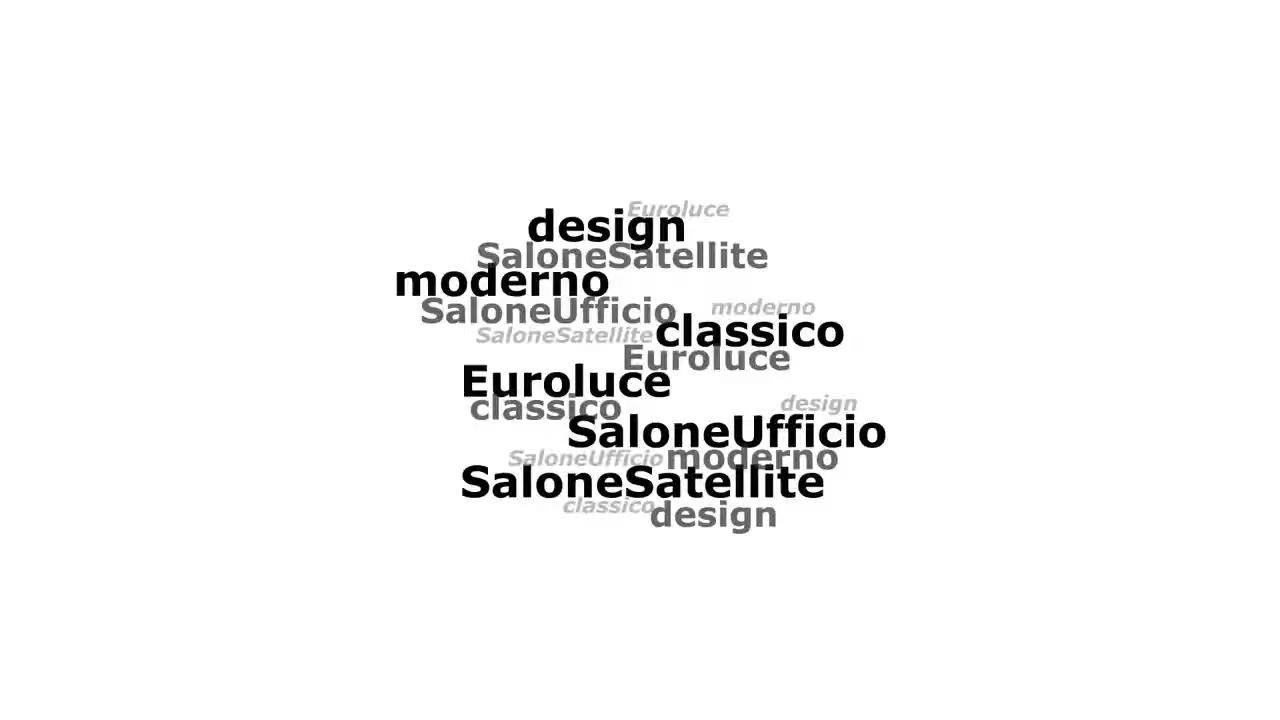 Euroluce
design
SaloneSatellite
moderno
SaloneUfficio
moderno
classico
SaloneSatellite
Euroluce
Euroluce
classico
design
SaloneUfficio
SaloneUfficio
moderno
SaloneSatellite
classico
design